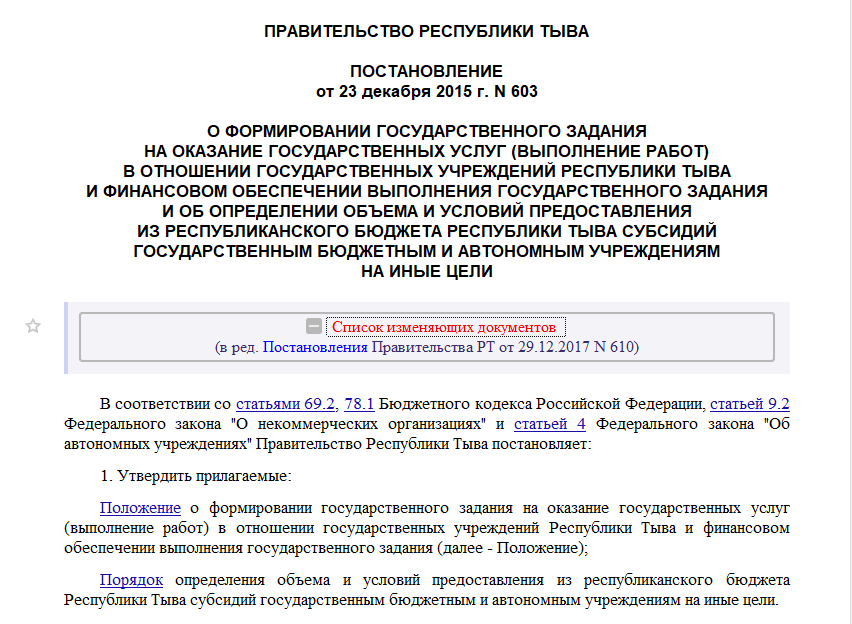 ПРАВИТЕЛЬСТВО РЕСПУБЛИКИ ТЫВА
ПОСТАНОВЛЕНИЕ
от 23 декабря 2015 г. N 603
О ФОРМИРОВАНИИ ГОСУДАРСТВЕННОГО ЗАДАНИЯ
НА ОКАЗАНИЕ ГОСУДАРСТВЕННЫХ УСЛУГ (ВЫПОЛНЕНИЕ РАБОТ)
В ОТНОШЕНИИ ГОСУДАРСТВЕННЫХ УЧРЕЖДЕНИЙ РЕСПУБЛИКИ ТЫВА
И ФИНАНСОВОМ ОБЕСПЕЧЕНИИ ВЫПОЛНЕНИЯ ГОСУДАРСТВЕННОГО ЗАДАНИЯ
И ОБ ОПРЕДЕЛЕНИИ ОБЪЕМА И УСЛОВИЙ ПРЕДОСТАВЛЕНИЯ
ИЗ РЕСПУБЛИКАНСКОГО БЮДЖЕТА РЕСПУБЛИКИ ТЫВА СУБСИДИЙ
ГОСУДАРСТВЕННЫМ БЮДЖЕТНЫМ И АВТОНОМНЫМ УЧРЕЖДЕНИЯМ
НА ИНЫЕ ЦЕЛИ
Список изменяющих документов
(в ред. Постановления Правительства РТ от 29.12.2017 N 610)
В соответствии со статьями 69.2, 78.1 Бюджетного кодекса Российской Федерации, статьей 9.2
Федерального закона "О некоммерческих организациях" и статьей 4 Федерального закона "Об
автономных учреждениях" Правительство Республики Тыва постановляет:
1. Утвердить прилагаемые:
Положение о формировании государственного задания на оказание государственных услуг
(выполнение работ) в отношении государственных учреждений Республики Тыва и финансовом
обеспечении выполнения государственного задания (далее - Положение);
Порядок определения объема и условий предоставления из республиканского бюджета
Республики Тыва субсидий государственным бюджетным и автономным учреждениям на иные цели.